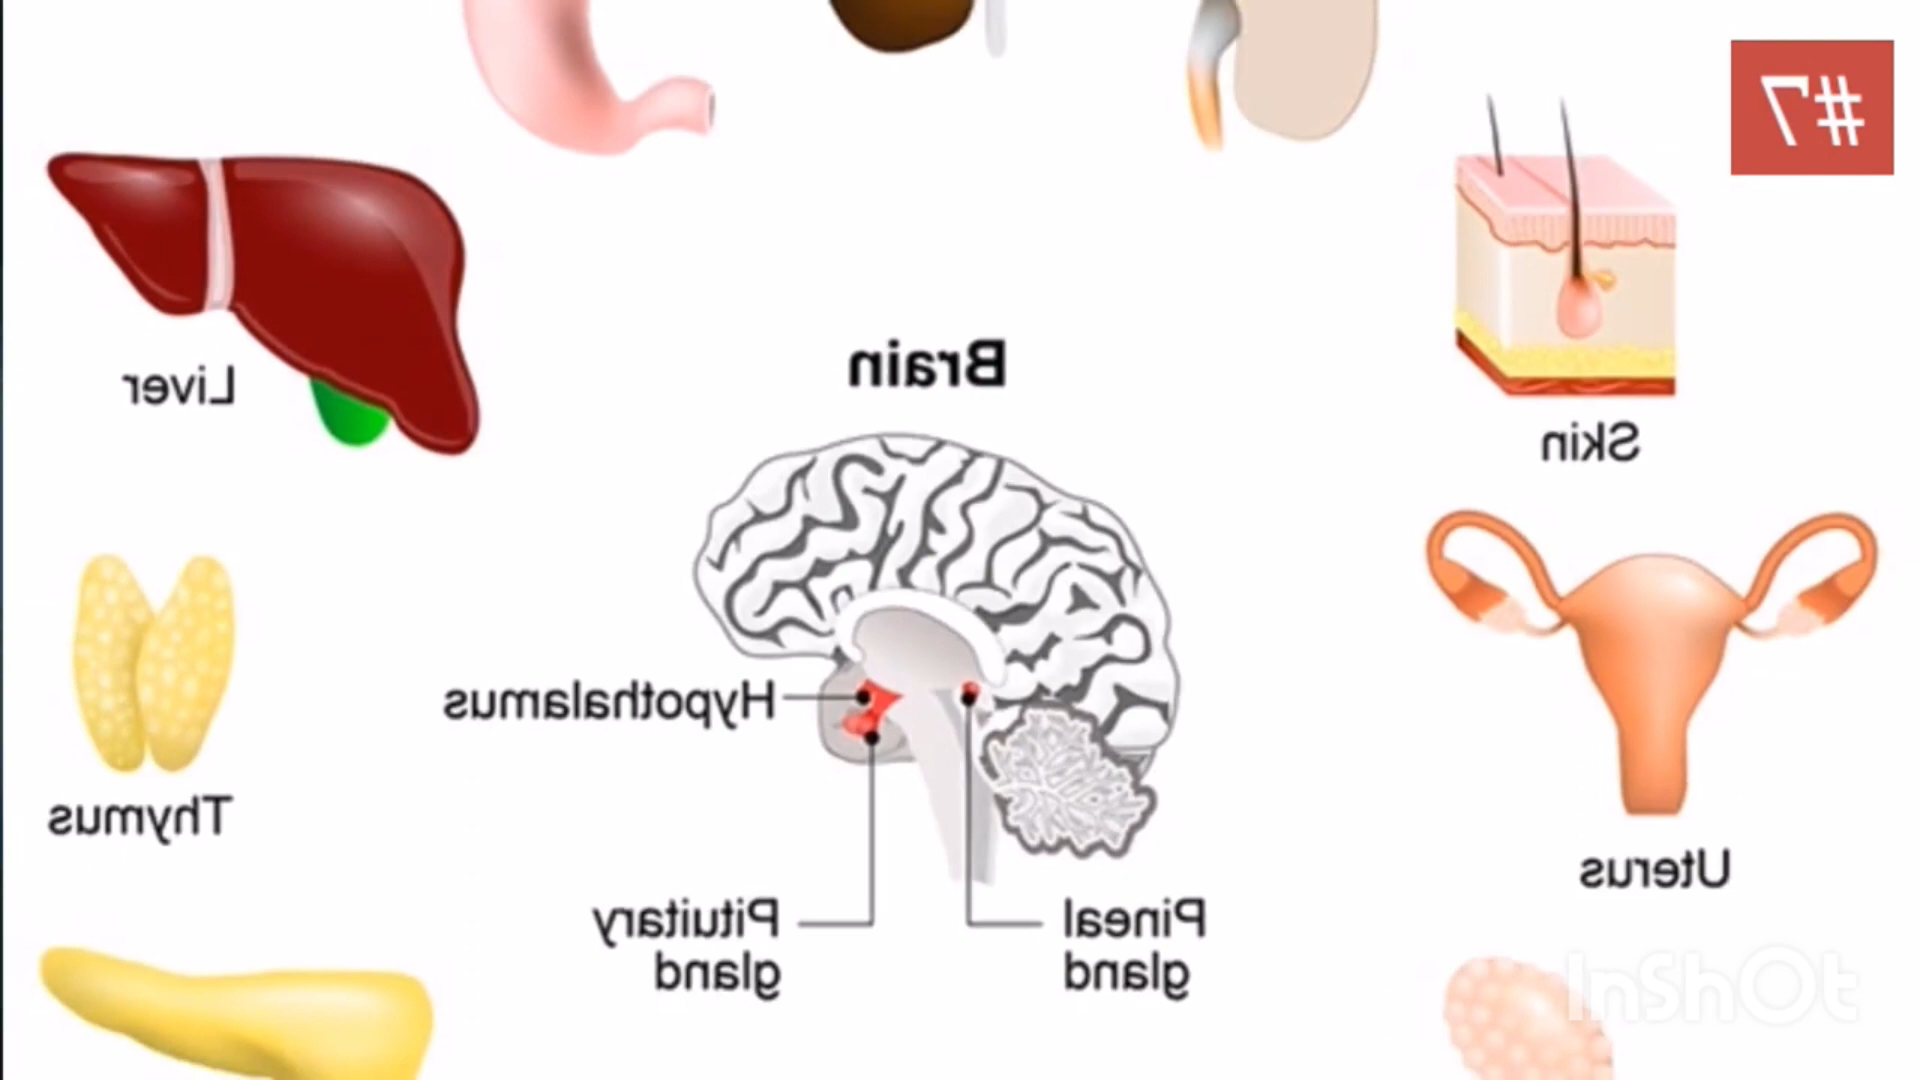 #7
Brain
Liver
Skin
Hypothalamus
Thymus
Uterus
Pituitary
gland
Pineal
gland
InShOt